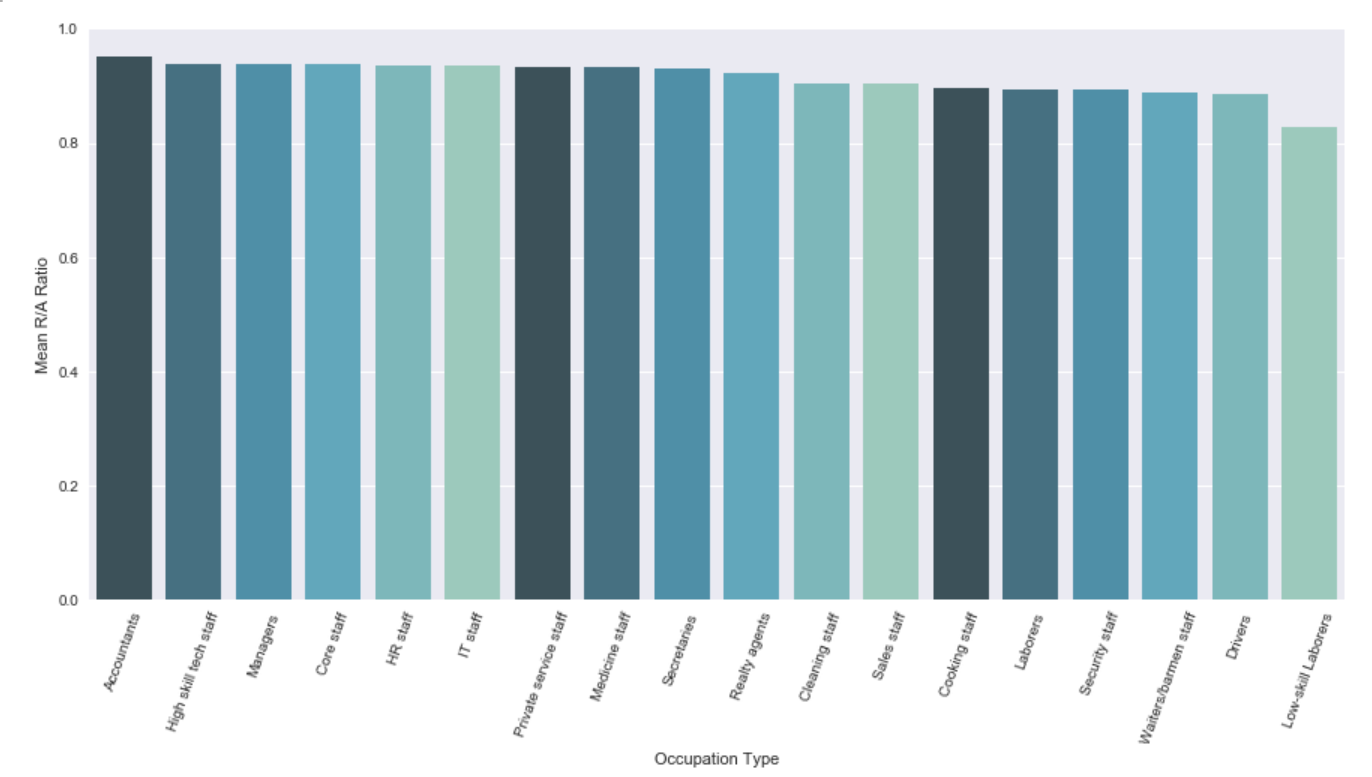 1.0
0.8
0.6
0.4
0.2
0.0
Mean R/A Ratio
Accountants
High skill tech staff
Managers
Core staff
HR staff
IT staff
Private service staff
Medicine staff
Secretaries
Realty agents
Cleaning staff
Sales staff
Cooking staff
Laborers
Security staff
Waiters/barmen staff
Drivers
Low-skill Laborers
Occupation Type